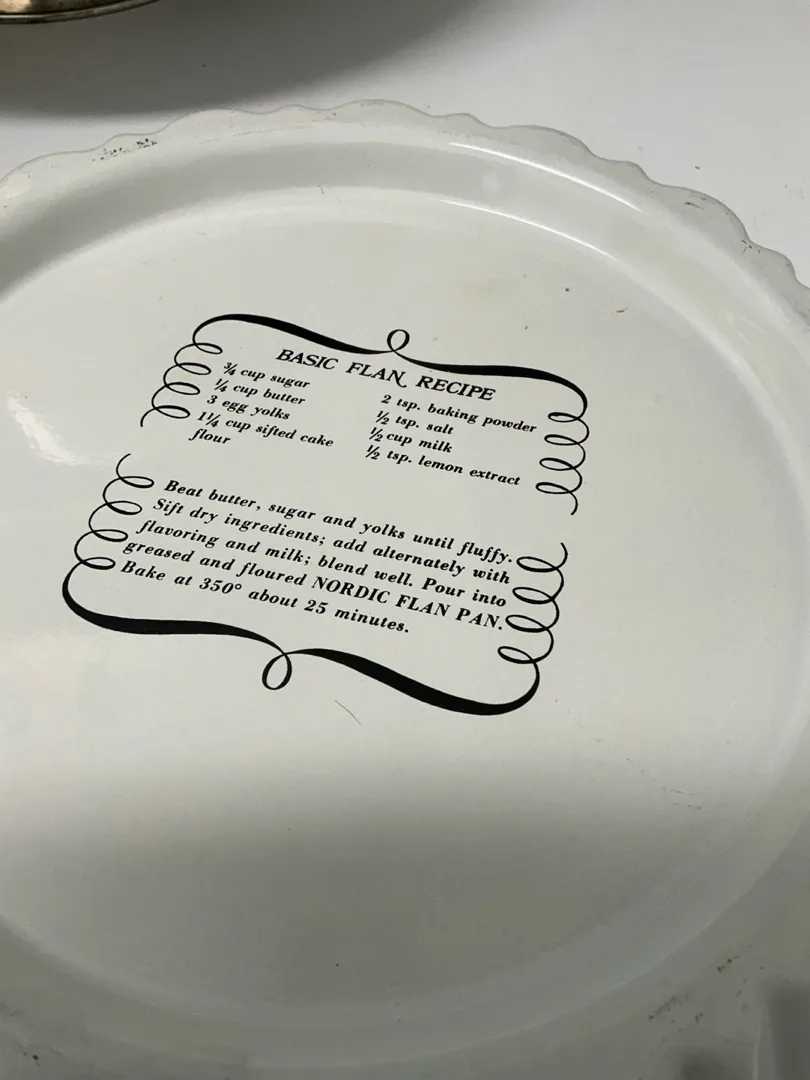 BASIC FLAN RECIPE
¾ cup sugar
¼ cup butter
3 egg yolks
1¼ cup sifted cake
flour
2 tsp. baking powder
½ tsp. salt
½ cup milk
½ tsp. lemon extract
Beat butter, sugar and yolks until fluffy.
Sift dry ingredients; add alternately with
flavoring and milk; blend well. Pour into
greased and floured NORDIC FLAN PAN.
Bake at 350° about 25 minutes.